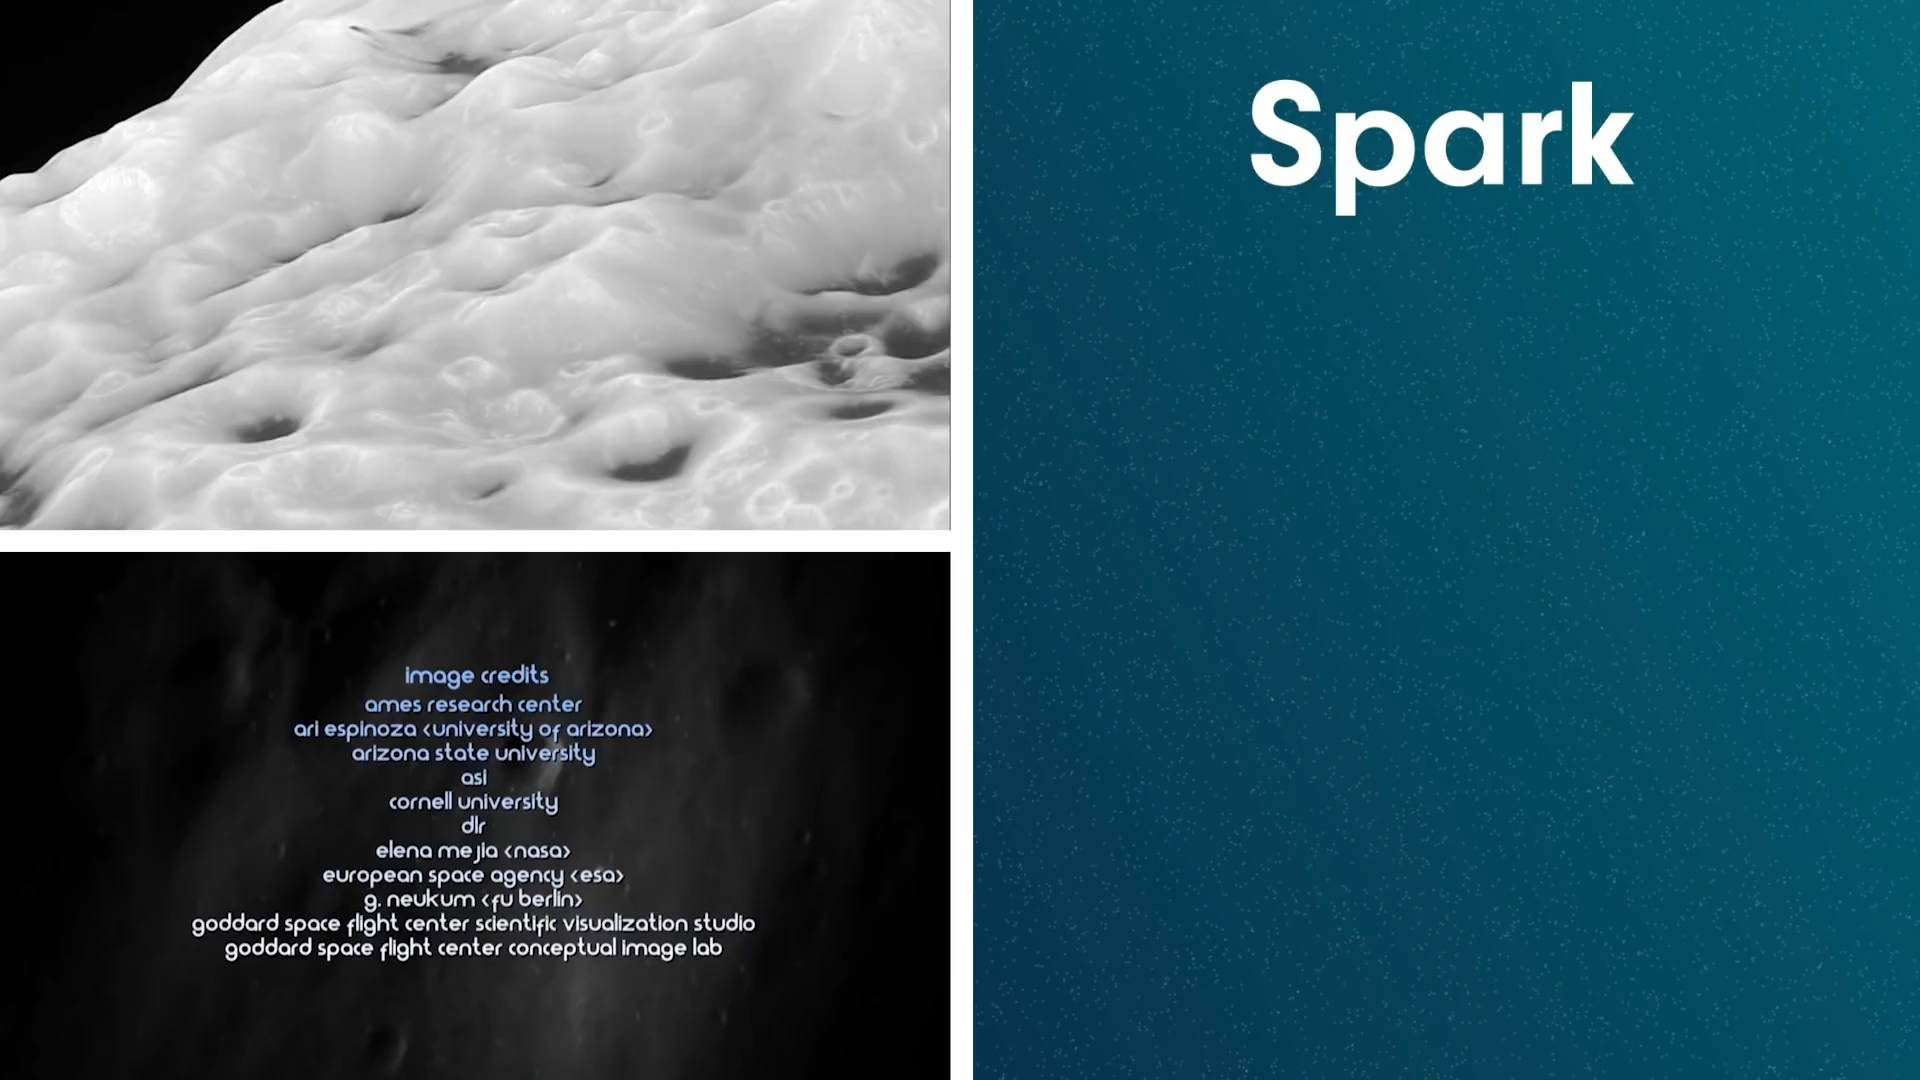 Spark
image credits
ames research center
ari espinoza <university of arizona>
arizona state university
asi
cornell university
dlr
elena mejia <nasa>
european space agency <esa>
g. neukum <fu berlin>
goddard space flight center scientific visualization studio
goddard space flight center conceptual image lab